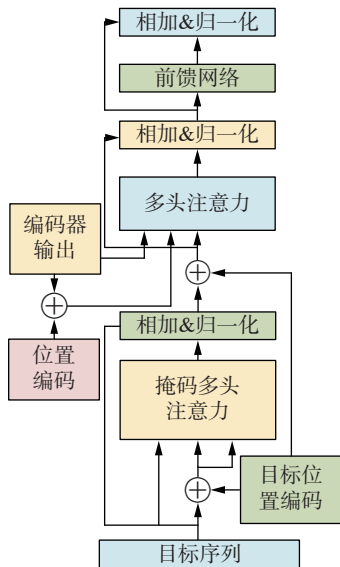 相加&归一化
前馈网络
相加&归一化
多头注意力
编码器
输出
相加&归一化
位置
编码
掩码多头
注意力
目标位
置编码
目标序列